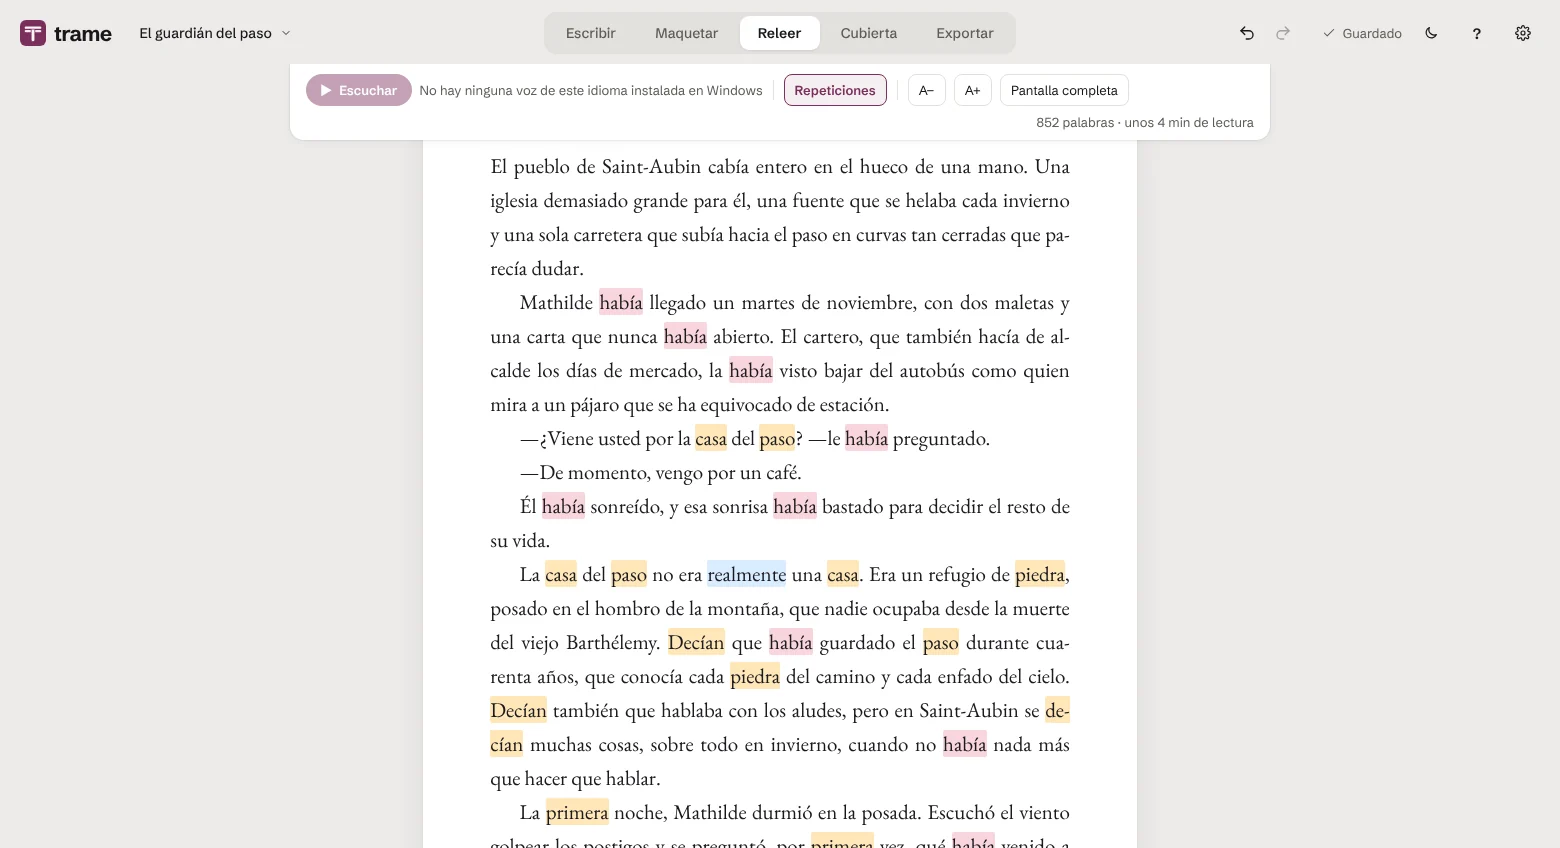 trame
El guardián del paso
Escribir
Maquetar
Releer
Cubierta
Exportar
Guardado
?
Escuchar
No hay ninguna voz de este idioma instalada en Windows
Repeticiones
A−
A+
Pantalla completa
852 palabras · unos 4 min de lectura
El pueblo de Saint-Aubin cabía entero en el hueco de una mano. Una
iglesia demasiado grande para él, una fuente que se helaba cada invierno
y una sola carretera que subía hacia el paso en curvas tan cerradas que pa-
recía dudar.
Mathilde había llegado un martes de noviembre, con dos maletas y
una carta que nunca había abierto. El cartero, que también hacía de al-
calde los días de mercado, la había visto bajar del autobús como quien
mira a un pájaro que se ha equivocado de estación.
—¿Viene usted por la casa del paso? —le había preguntado.
—De momento, vengo por un café.
Él había sonreído, y esa sonrisa había bastado para decidir el resto de
su vida.
La casa del paso no era realmente una casa. Era un refugio de piedra,
posado en el hombro de la montaña, que nadie ocupaba desde la muerte
del viejo Barthélemy. Decían que había guardado el paso durante cua-
renta años, que conocía cada piedra del camino y cada enfado del cielo.
Decían también que hablaba con los aludes, pero en Saint-Aubin se de-
cían muchas cosas, sobre todo en invierno, cuando no había nada más
que hacer que hablar.
La primera noche, Mathilde durmió en la posada. Escuchó el viento
golpear los postigos y se preguntó, por primera vez, qué había venido a